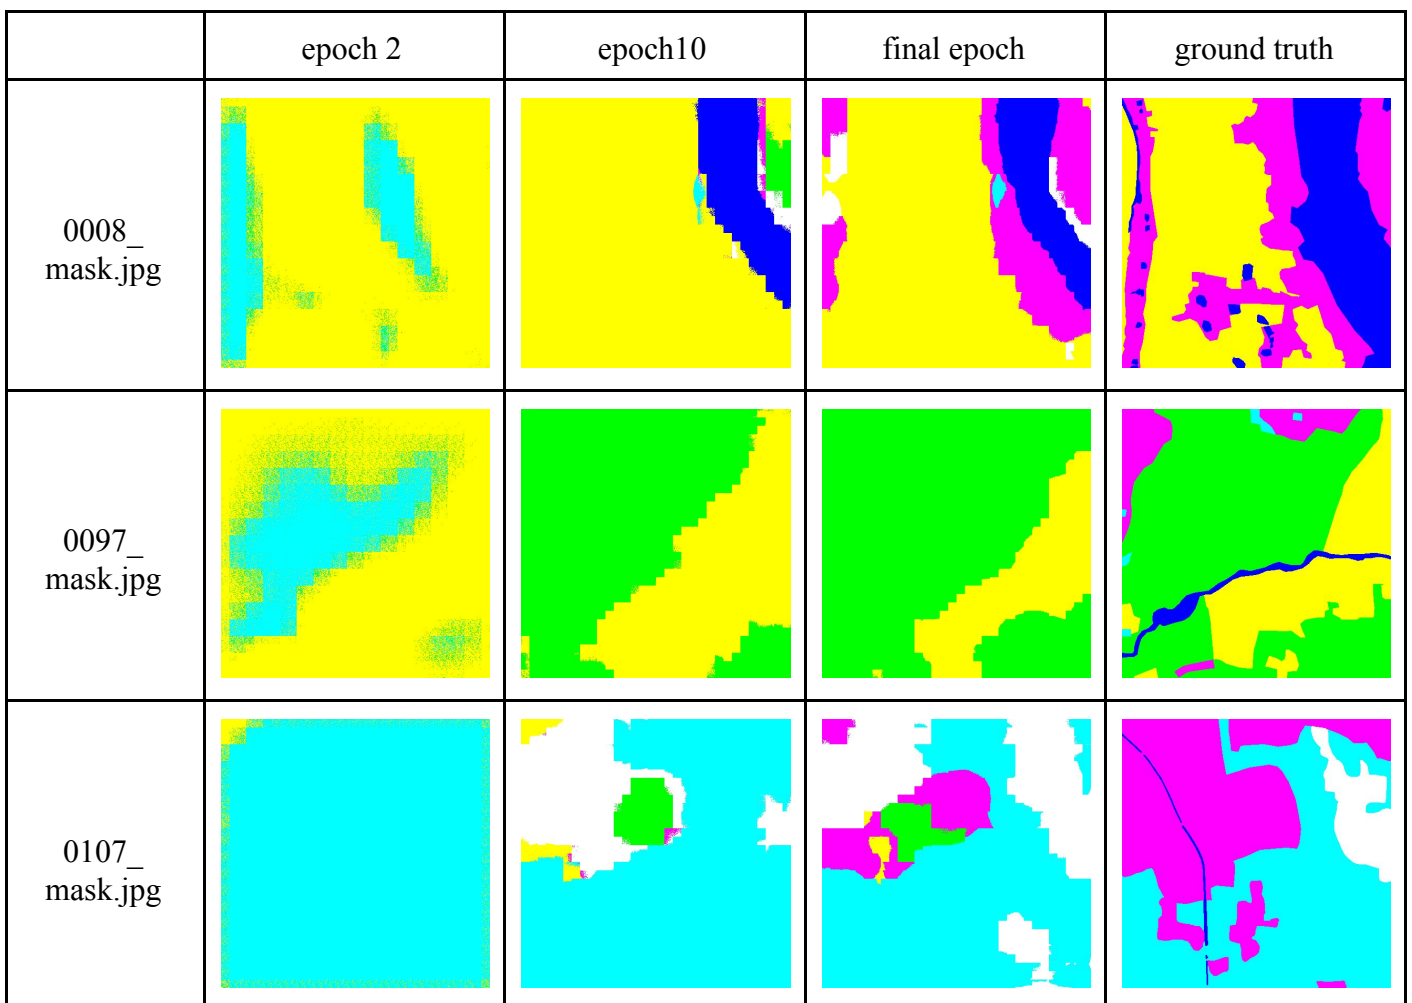 epoch 2
epoch10
final epoch
ground truth
0008_
mask.jpg
0097_
mask.jpg
0107_
mask.jpg